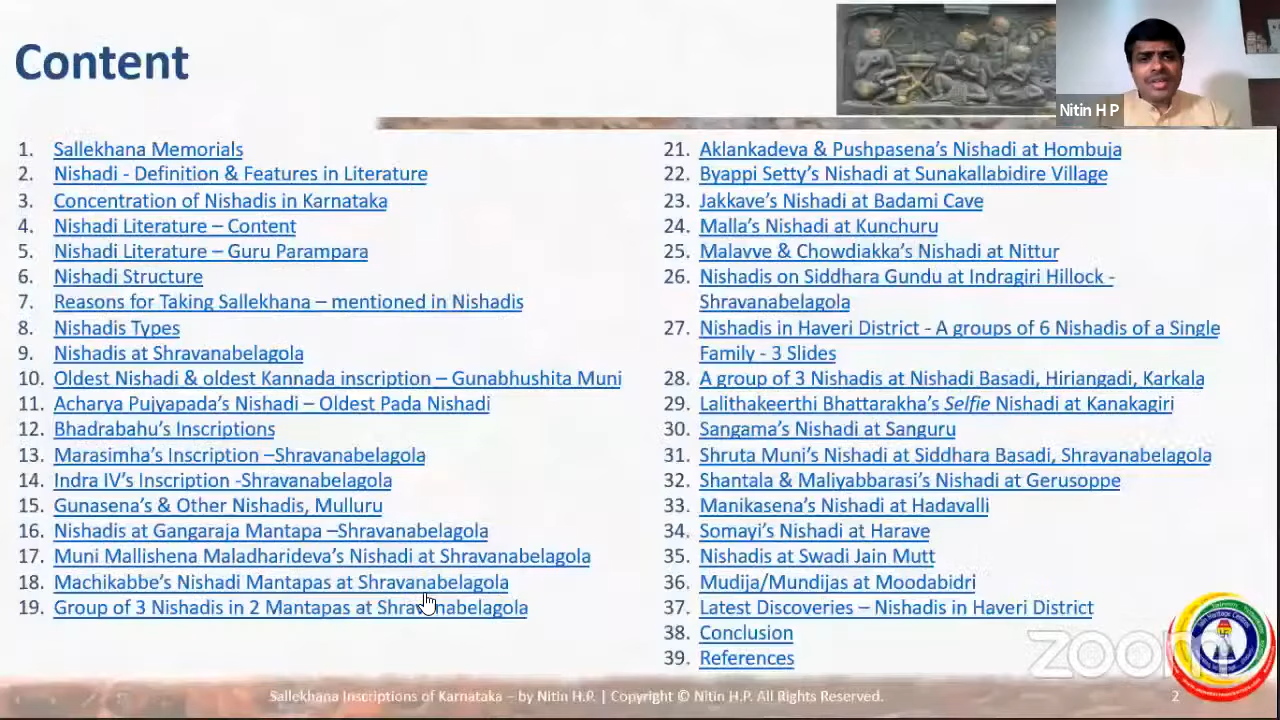 Content
Nitin H P
1. Sallekhana Memorials
2. Nishadi - Definition & Features in Literature
3. Concentration of Nishadis in Karnataka
4. Nishadi Literature – Content
5. Nishadi Literature – Guru Parampara
6. Nishadi Structure
7. Reasons for Taking Sallekhana – mentioned in Nishadis
8. Nishadis Types
9. Nishadis at Shravanabelagola
10. Oldest Nishadi & oldest Kannada inscription – Gunabhushita Muni
11. Acharya Pujyapada's Nishadi – Oldest Pada Nishadi
12. Bhadrabahu's Inscriptions
13. Marasimha's Inscription –Shravanabelagola
14. Indra IV's Inscription -Shravanabelagola
15. Gunasena's & Other Nishadis, Mulluru
16. Nishadis at Gangaraja Mantapa –Shravanabelagola
17. Muni Mallishena Maladharideva's Nishadi at Shravanabelagola
18. Machikabbe's Nishadi Mantapas at Shravanabelagola
19. Group of 3 Nishadis in 2 Mantapas at Shravanabelagola
21. Aklankadeva & Pushpasena's Nishadi at Hombuja
22. Byappi Setty's Nishadi at Sunakallabidire Village
23. Jakkave's Nishadi at Badami Cave
24. Malla's Nishadi at Kunchuru
25. Malavve & Chowdiakka's Nishadi at Nittur
26. Nishadis on Siddhara Gundu at Indragiri Hillock -
Shravanabelagola
27. Nishadis in Haveri District - A groups of 6 Nishadis of a Single
Family - 3 Slides
28. A group of 3 Nishadis at Nishadi Basadi, Hiriangadi, Karkala
29. Lalithakeerthi Bhattarakha's Selfie Nishadi at Kanakagiri
30. Sangama's Nishadi at Sanguru
31. Shruta Muni's Nishadi at Siddhara Basadi, Shravanabelagola
32. Shantala & Maliyabbarasi's Nishadi at Gerusoppe
33. Manikasena's Nishadi at Hadavalli
34. Somayi's Nishadi at Harave
35. Nishadis at Swadi Jain Mutt
36. Mudija/Mundijas at Moodabidri
37. Latest Discoveries – Nishadis in Haveri District
38. Conclusion
39. References
zoom
Sallekhana Inscriptions of Karnataka – by Nitin H.P. | Copyright © Nitin H.P. All Rights Reserved.
2